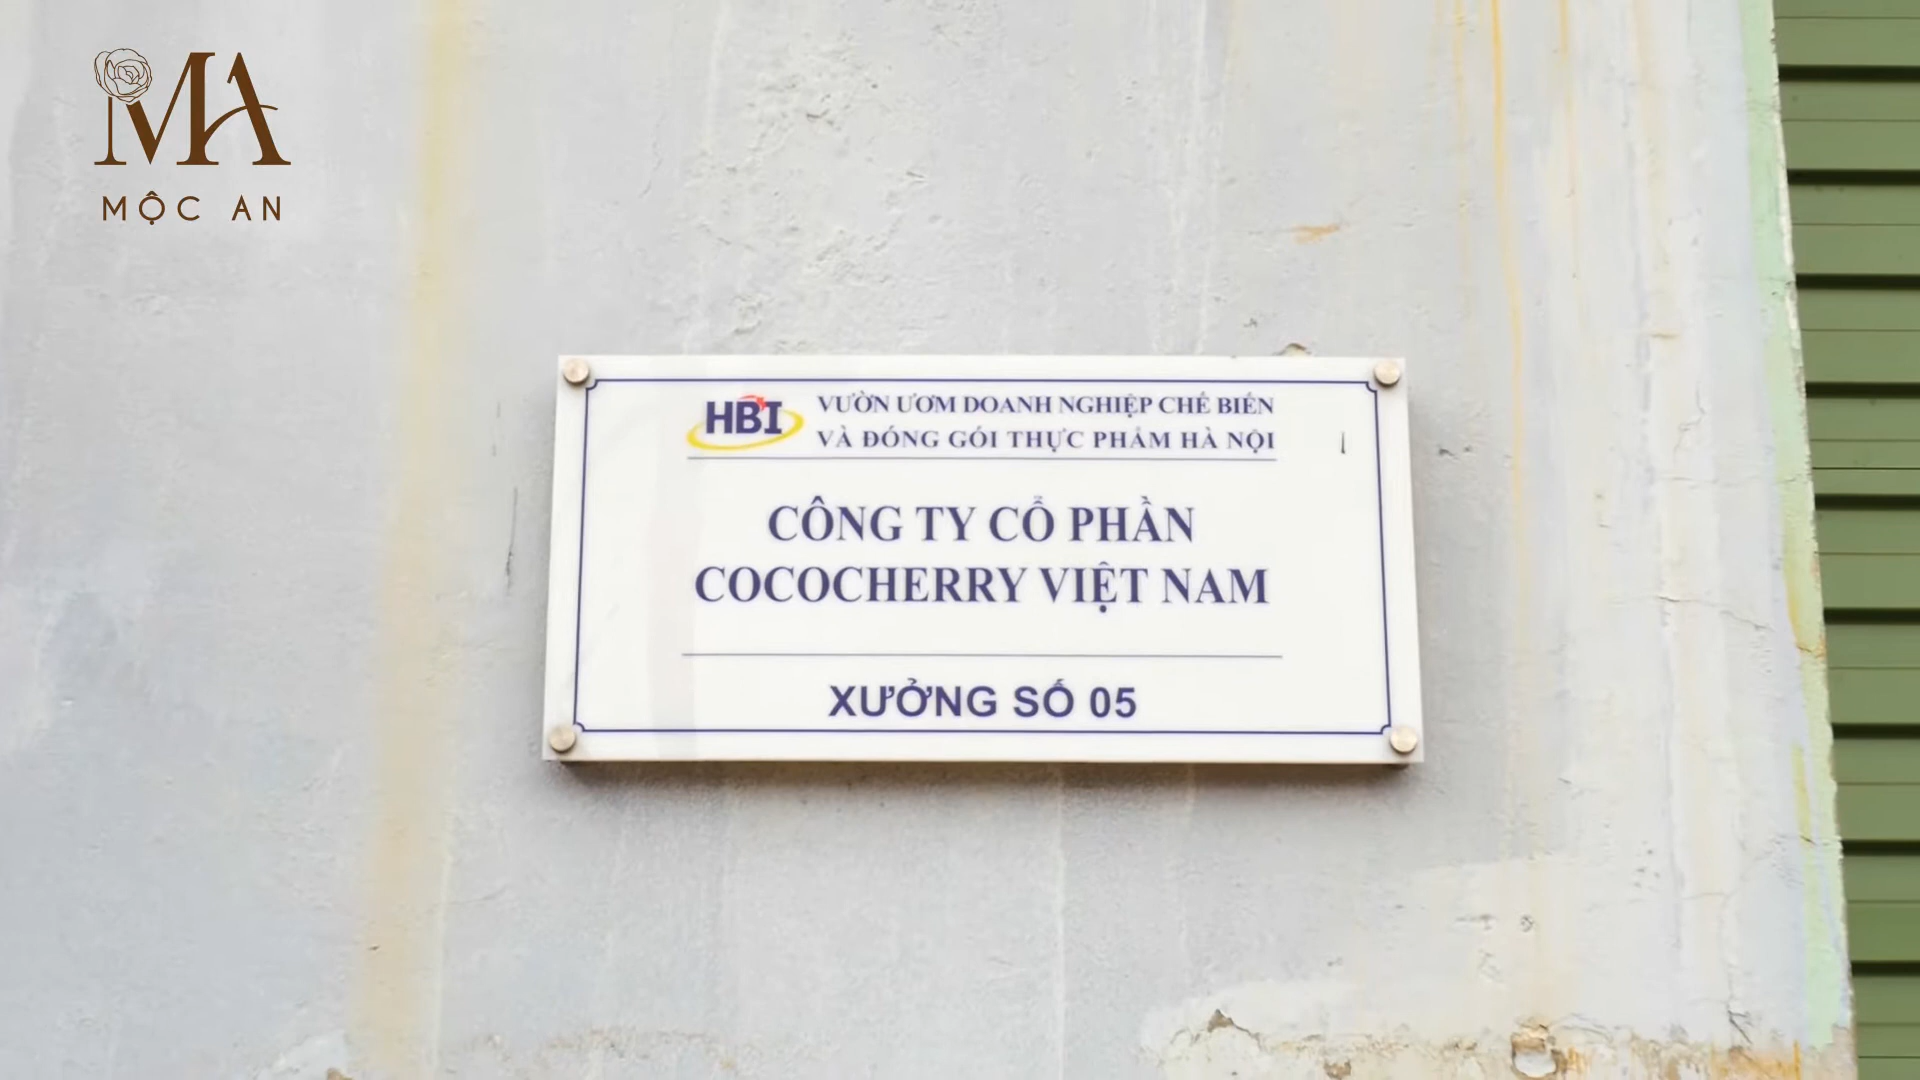 MA
MỘC AN
HBI
VƯỜN ƯƠM DOANH NGHIỆP CHẾ BIẾN
VÀ ĐÓNG GÓI THỰC PHẨM HÀ NỘI
CÔNG TY CỔ PHẦN
COCOCHERRY VIỆT NAM
XƯỞNG SỐ 05